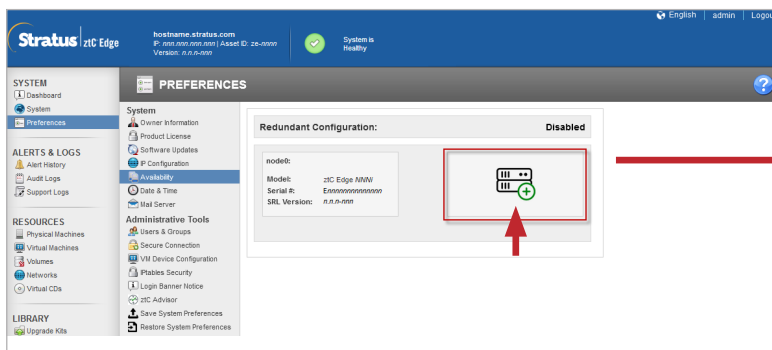 English | admin | Logou
Stratus ztC Edge
hostname.stratus.com
IP: nnn.nnn.nnn.nnn | Asset ID: ze-nnnn
Version: n.n.n-nnn
System is
Healthy
PREFERENCES
?
SYSTEM
Dashboard
System
Preferences
ALERTS & LOGS
Alert History
Audit Logs
Support Logs
RESOURCES
Physical Machines
Virtual Machines
Volumes
Networks
Virtual CDs
LIBRARY
Upgrade Kits
System
Owner Information
Product License
Software Updates
IP Configuration
Availability
Date & Time
Mail Server
Administrative Tools
Users & Groups
Secure Connection
VM Device Configuration
IPtables Security
Login Banner Notice
ztC Advisor
Save System Preferences
Restore System Preferences
Redundant Configuration: Disabled
node0:
Model: ztC Edge NNNi
Serial #: Ennnnnnnnnnnnnn
SRL Version: n.n.n-nnn